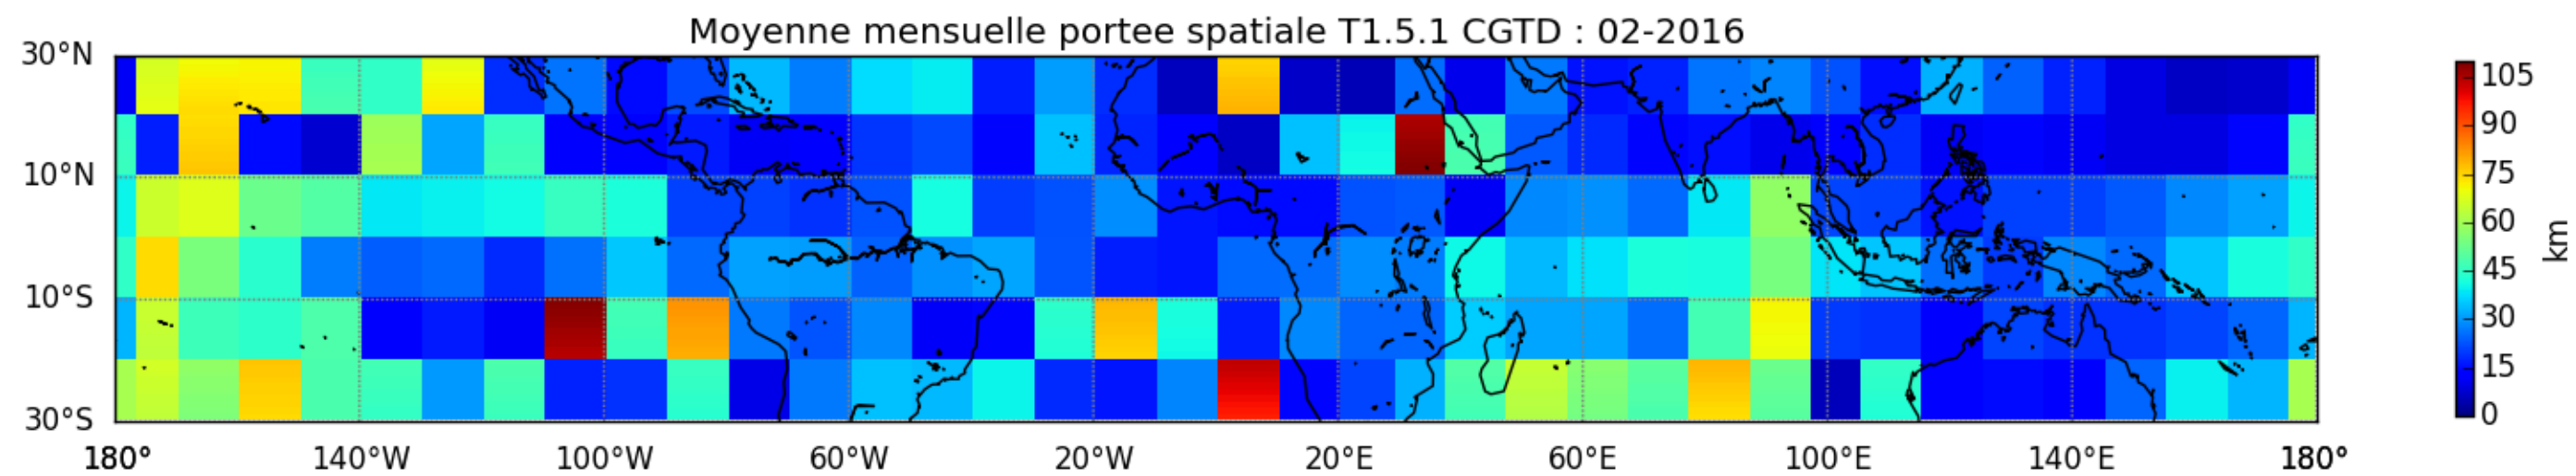 Moyenne mensuelle portee spatiale T1.5.1 CGTD : 02-2016
30°N
10°N
10°S
30°S
180° 140°W 100°W 60°W 20°W 20°E 60°E 100°E 140°E 180°
105
90
75
60
45
30
15
0
km